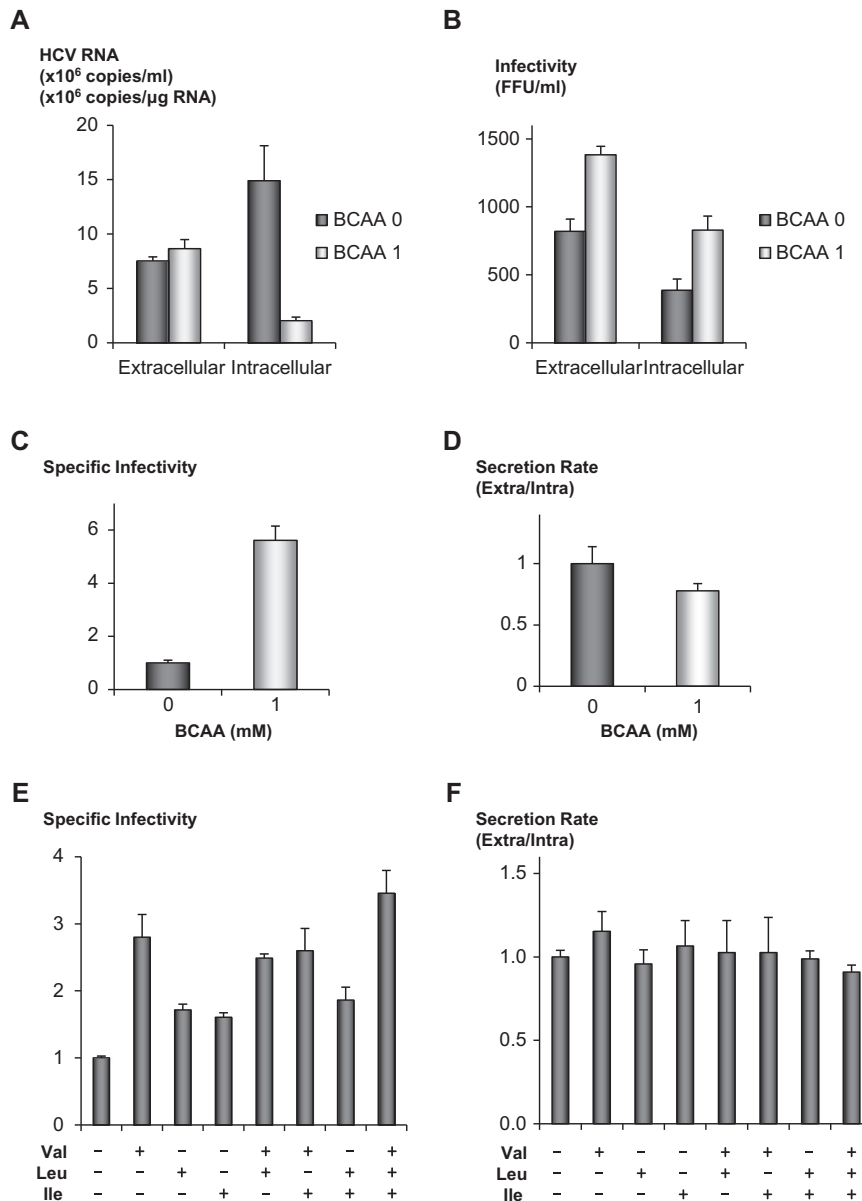 A
HCV RNA
(x10⁶ copies/ml)
(x10⁶ copies/µg RNA)
20
15
10
5
0
Extracellular Intracellular
BCAA 0
BCAA 1
B
Infectivity
(FFU/ml)
1500
1000
500
0
Extracellular Intracellular
BCAA 0
BCAA 1
C
Specific Infectivity
6
4
2
0
0 1
BCAA (mM)
D
Secretion Rate
(Extra/Intra)
1
0.5
0
0 1
BCAA (mM)
E
Specific Infectivity
4
3
2
1
0
Val − + − − + + − +
Leu − − + − + − + +
Ile − − − + − + + +
F
Secretion Rate
(Extra/Intra)
1.5
1.0
0.5
0.0
Val − + − − + + − +
Leu − − + − + − + +
Ile − − − + − + + +